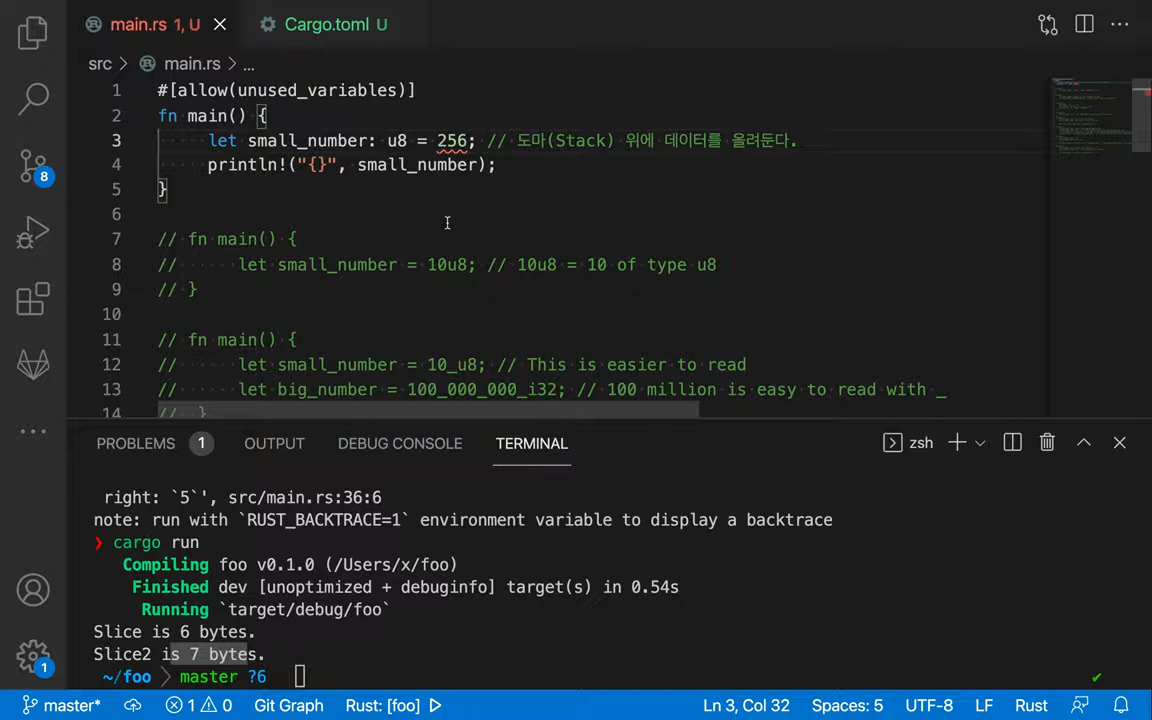 main.rs 1, U
Cargo.toml U
src > main.rs > ...
1 #[allow(unused_variables)]
2 fn main() {
3 let small_number: u8 = 256; // 도마(Stack) 위에 데이터를 올려둔다.
4 println!("{}", small_number);
5 }
6
7 // fn main() {
8 // let small_number = 10u8; // 10u8 = 10 of type u8
9 // }
10
11 // fn main() {
12 // let small_number = 10_u8; // This is easier to read
13 // let big_number = 100_000_000_i32; // 100 million is easy to read with _
14 // }
8
PROBLEMS 1 OUTPUT DEBUG CONSOLE TERMINAL zsh
right: `5`', src/main.rs:36:6
note: run with `RUST_BACKTRACE=1` environment variable to display a backtrace
❯ cargo run
Compiling foo v0.1.0 (/Users/x/foo)
Finished dev [unoptimized + debuginfo] target(s) in 0.54s
Running `target/debug/foo`
Slice is 6 bytes.
Slice2 is 7 bytes.
~/foo > master ?6 ✔
1
master* 1 0 Git Graph Rust: [foo] Ln 3, Col 32 Spaces: 5 UTF-8 LF Rust